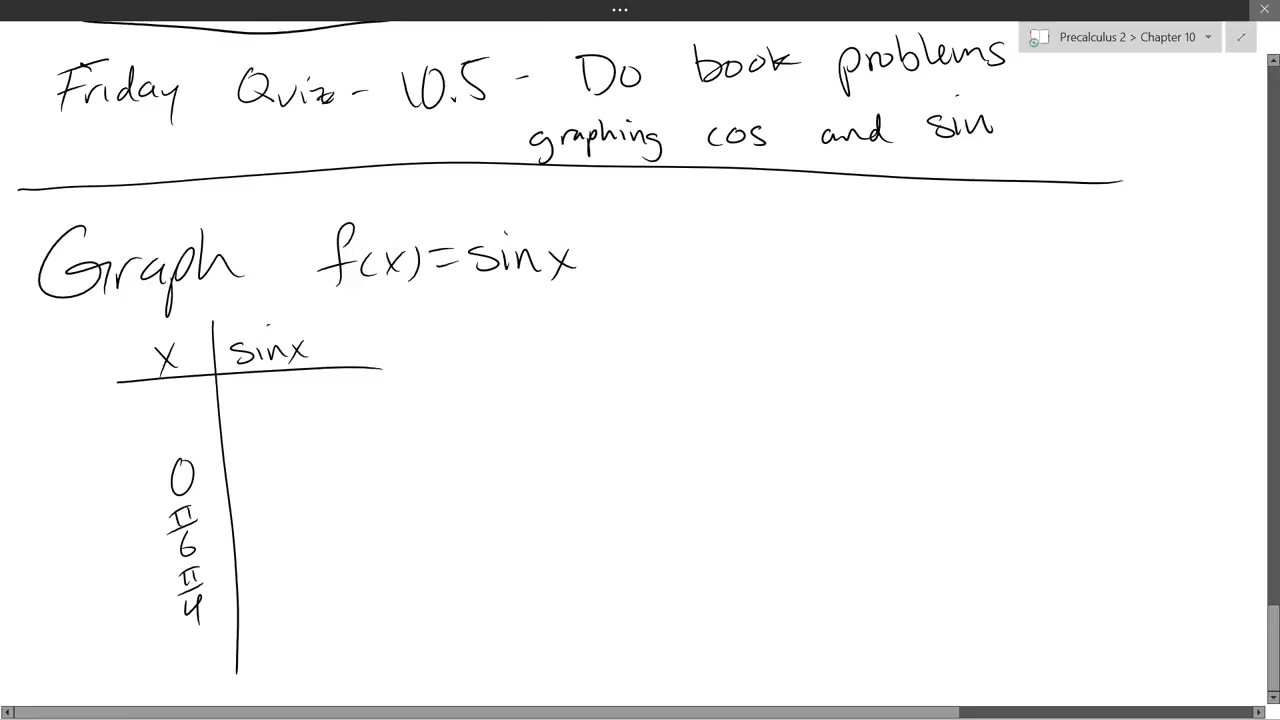 Precalculus 2 > Chapter 10
Friday Quiz - 10.5 - Do book problems
graphing cos and sin
Graph f(x)=sinx
x sinx
0
π/6
π/4